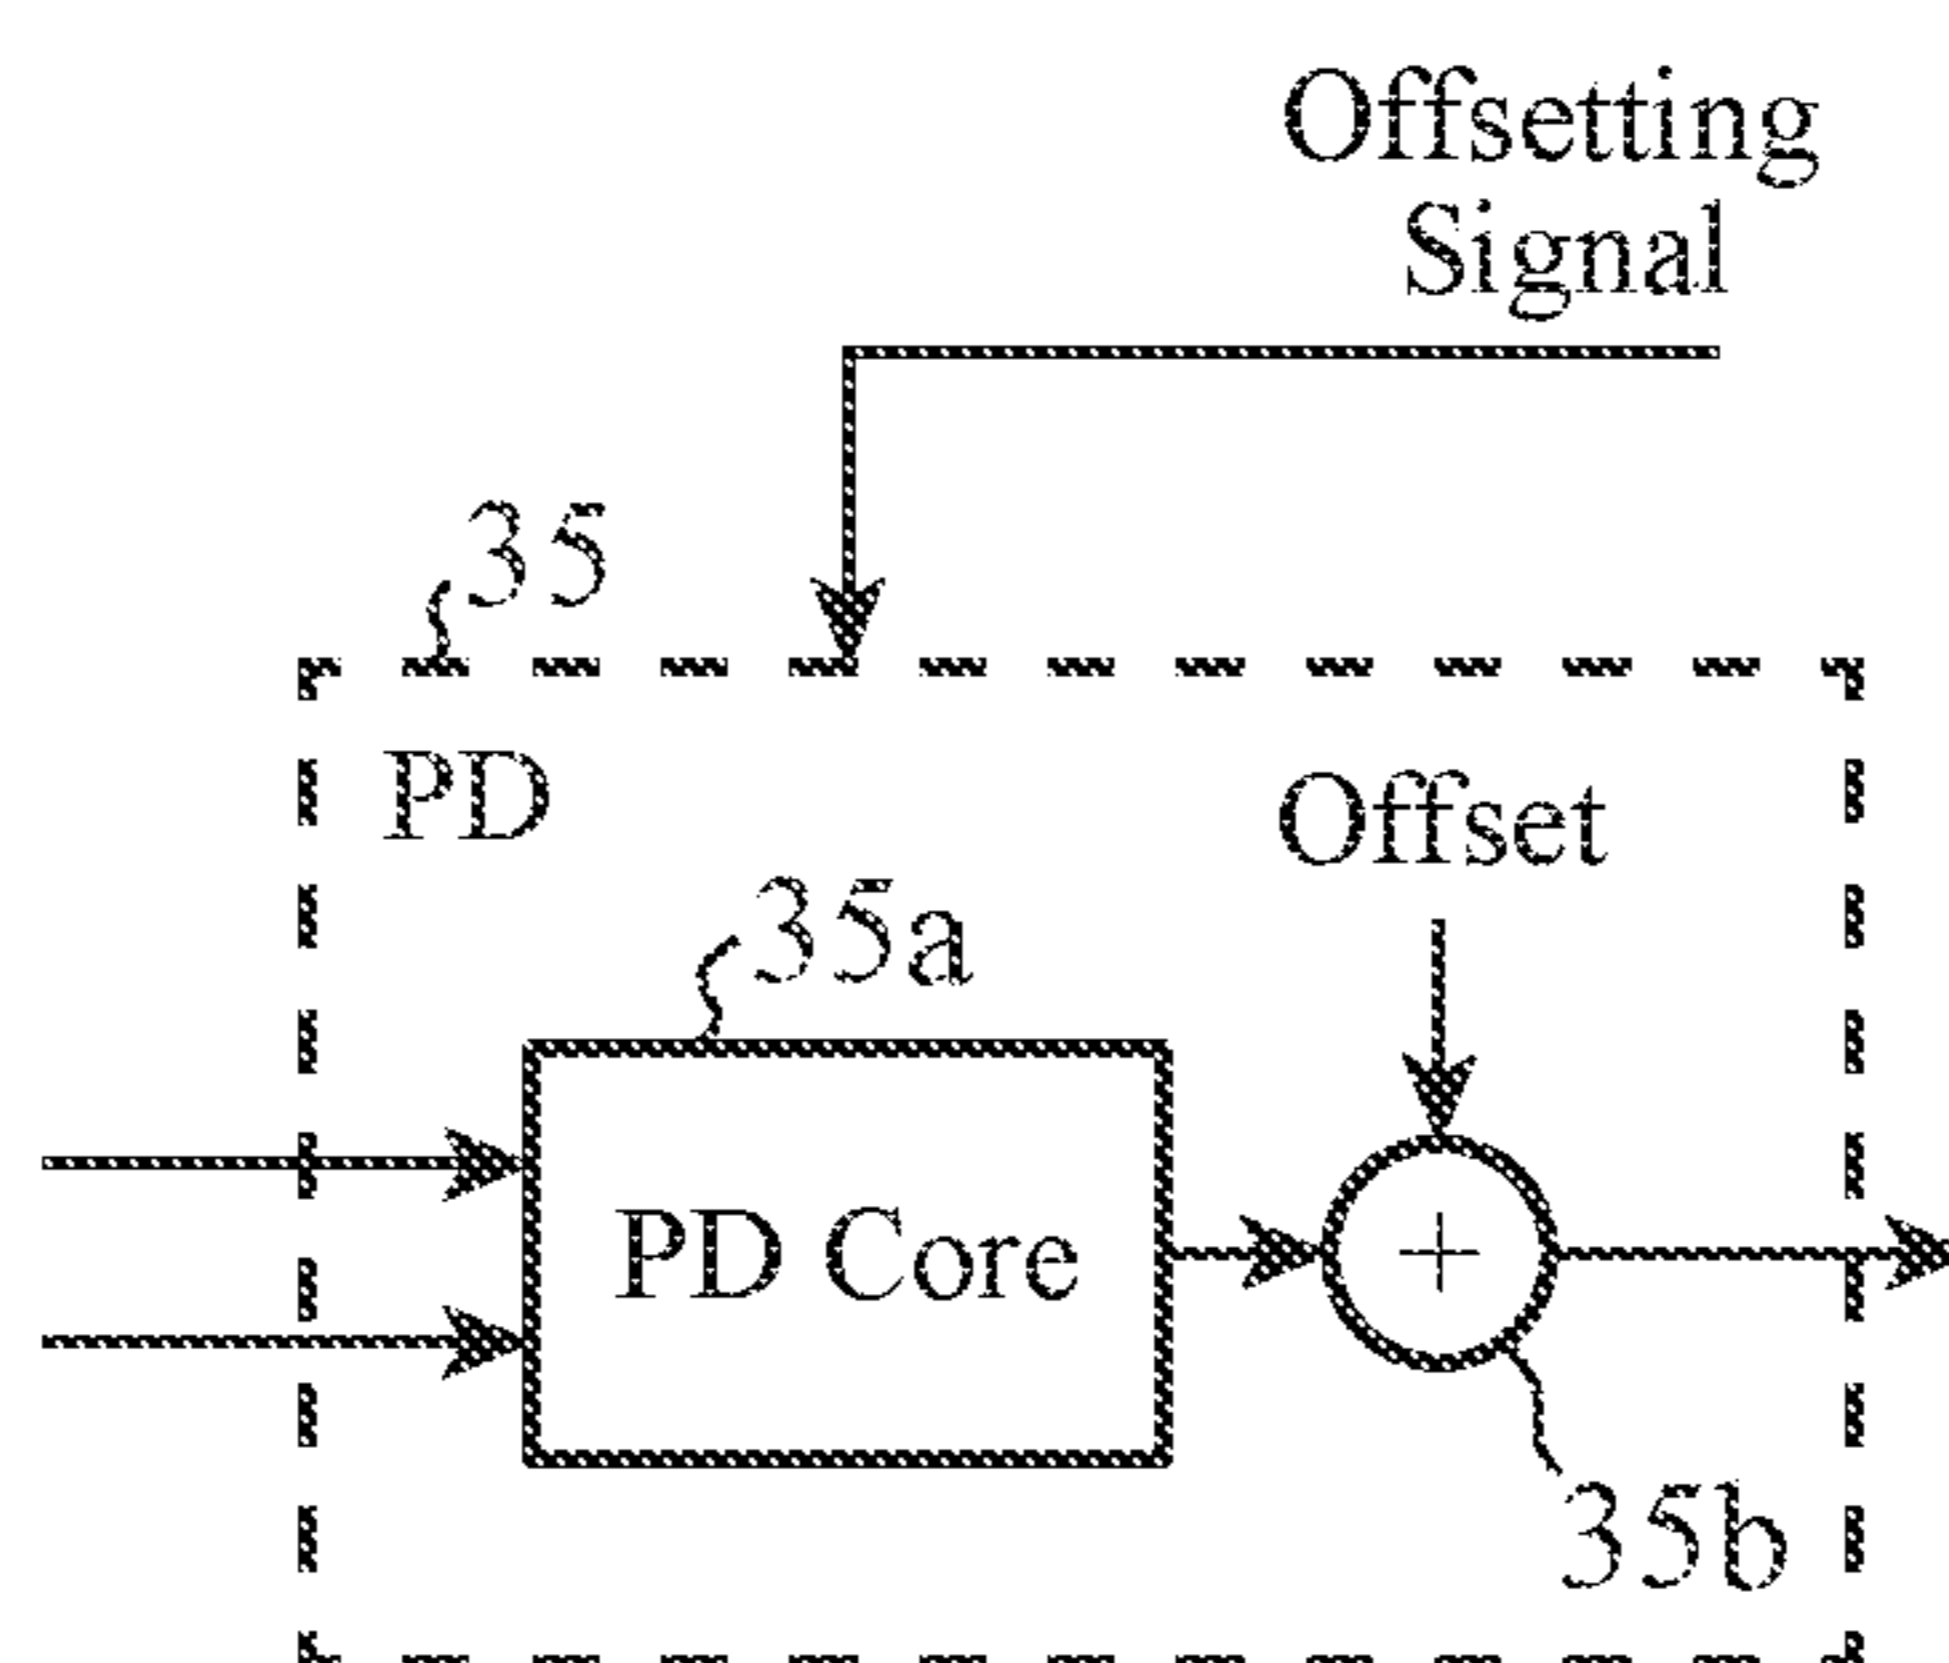 Offsetting
Signal
35
PD
Offset
35a
PD Core
+
35b